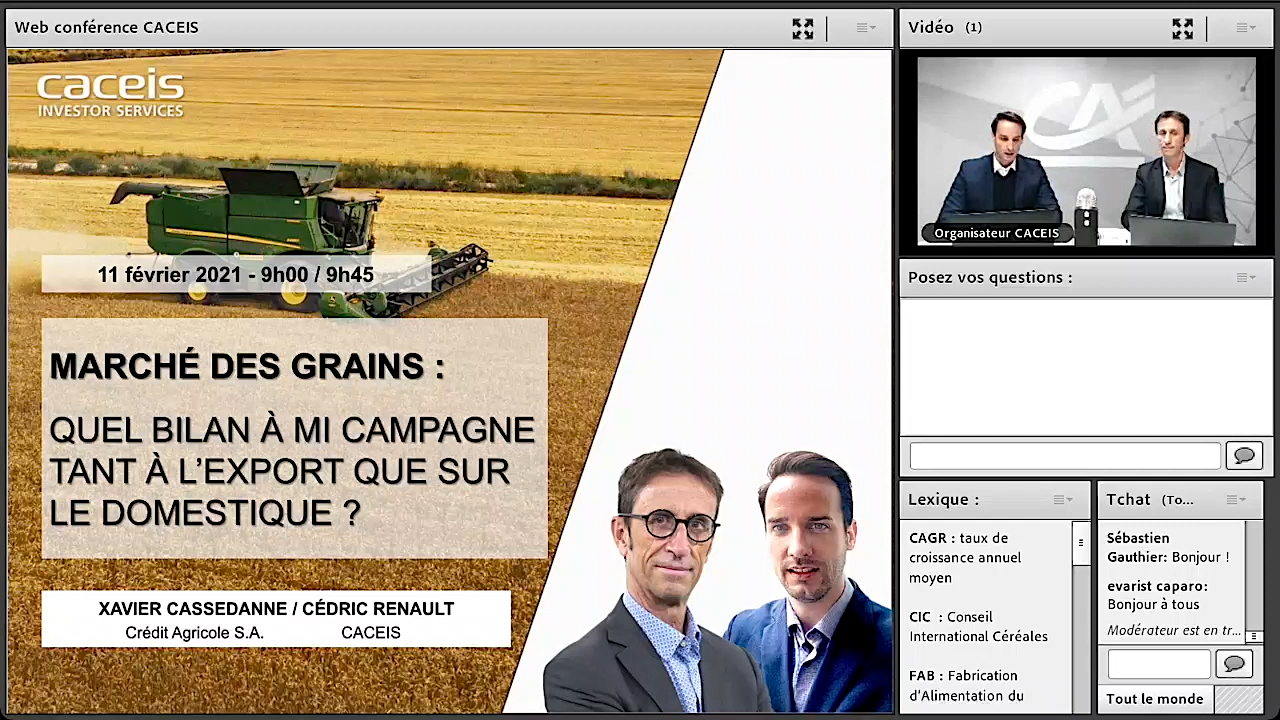 Web conférence CACEIS
caceis
INVESTOR SERVICES
11 février 2021 - 9h00 / 9h45
MARCHÉ DES GRAINS :
QUEL BILAN À MI CAMPAGNE
TANT À L'EXPORT QUE SUR
LE DOMESTIQUE ?
XAVIER CASSEDANNE / CÉDRIC RENAULT
Crédit Agricole S.A. CACEIS
Vidéo (1)
CA
Organisateur CACEIS
Posez vos questions :
Lexique :
CAGR : taux de
croissance annuel
moyen
CIC : Conseil
International Céréales
FAB : Fabrication
d'Alimentation du
Tchat (To...
Sébastien
Gauthier: Bonjour !
evarist caparo:
Bonjour à tous
Modérateur est en tr...
Tout le monde